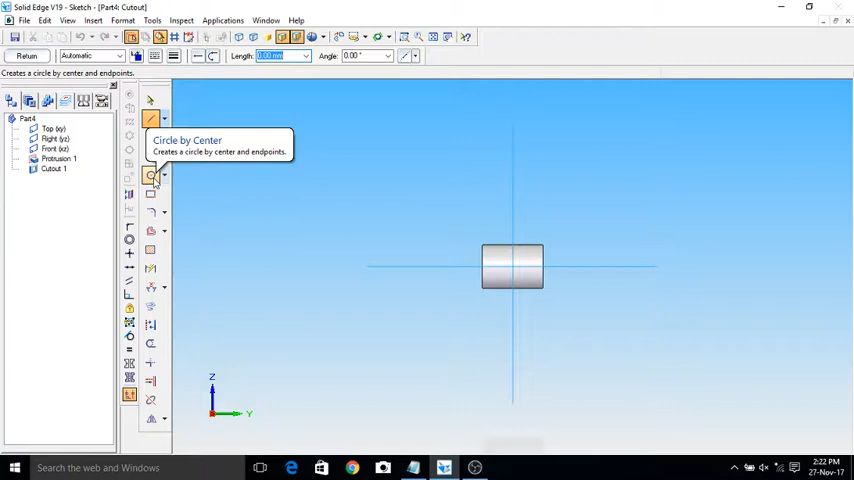 Solid Edge V19 - Sketch - [Part4: Cutout]
File Edit View Insert Format Tools Inspect Applications Window Help
Return Automatic Length: 0.00 mm Angle: 0.00 °
Creates a circle by center and endpoints.
Part4
Top (xy)
Right (yz)
Front (xz)
Protrusion 1
Cutout 1
Circle by Center
Creates a circle by center and endpoints.
Z
Y
Search the web and Windows
2:22 PM
27-Nov-17